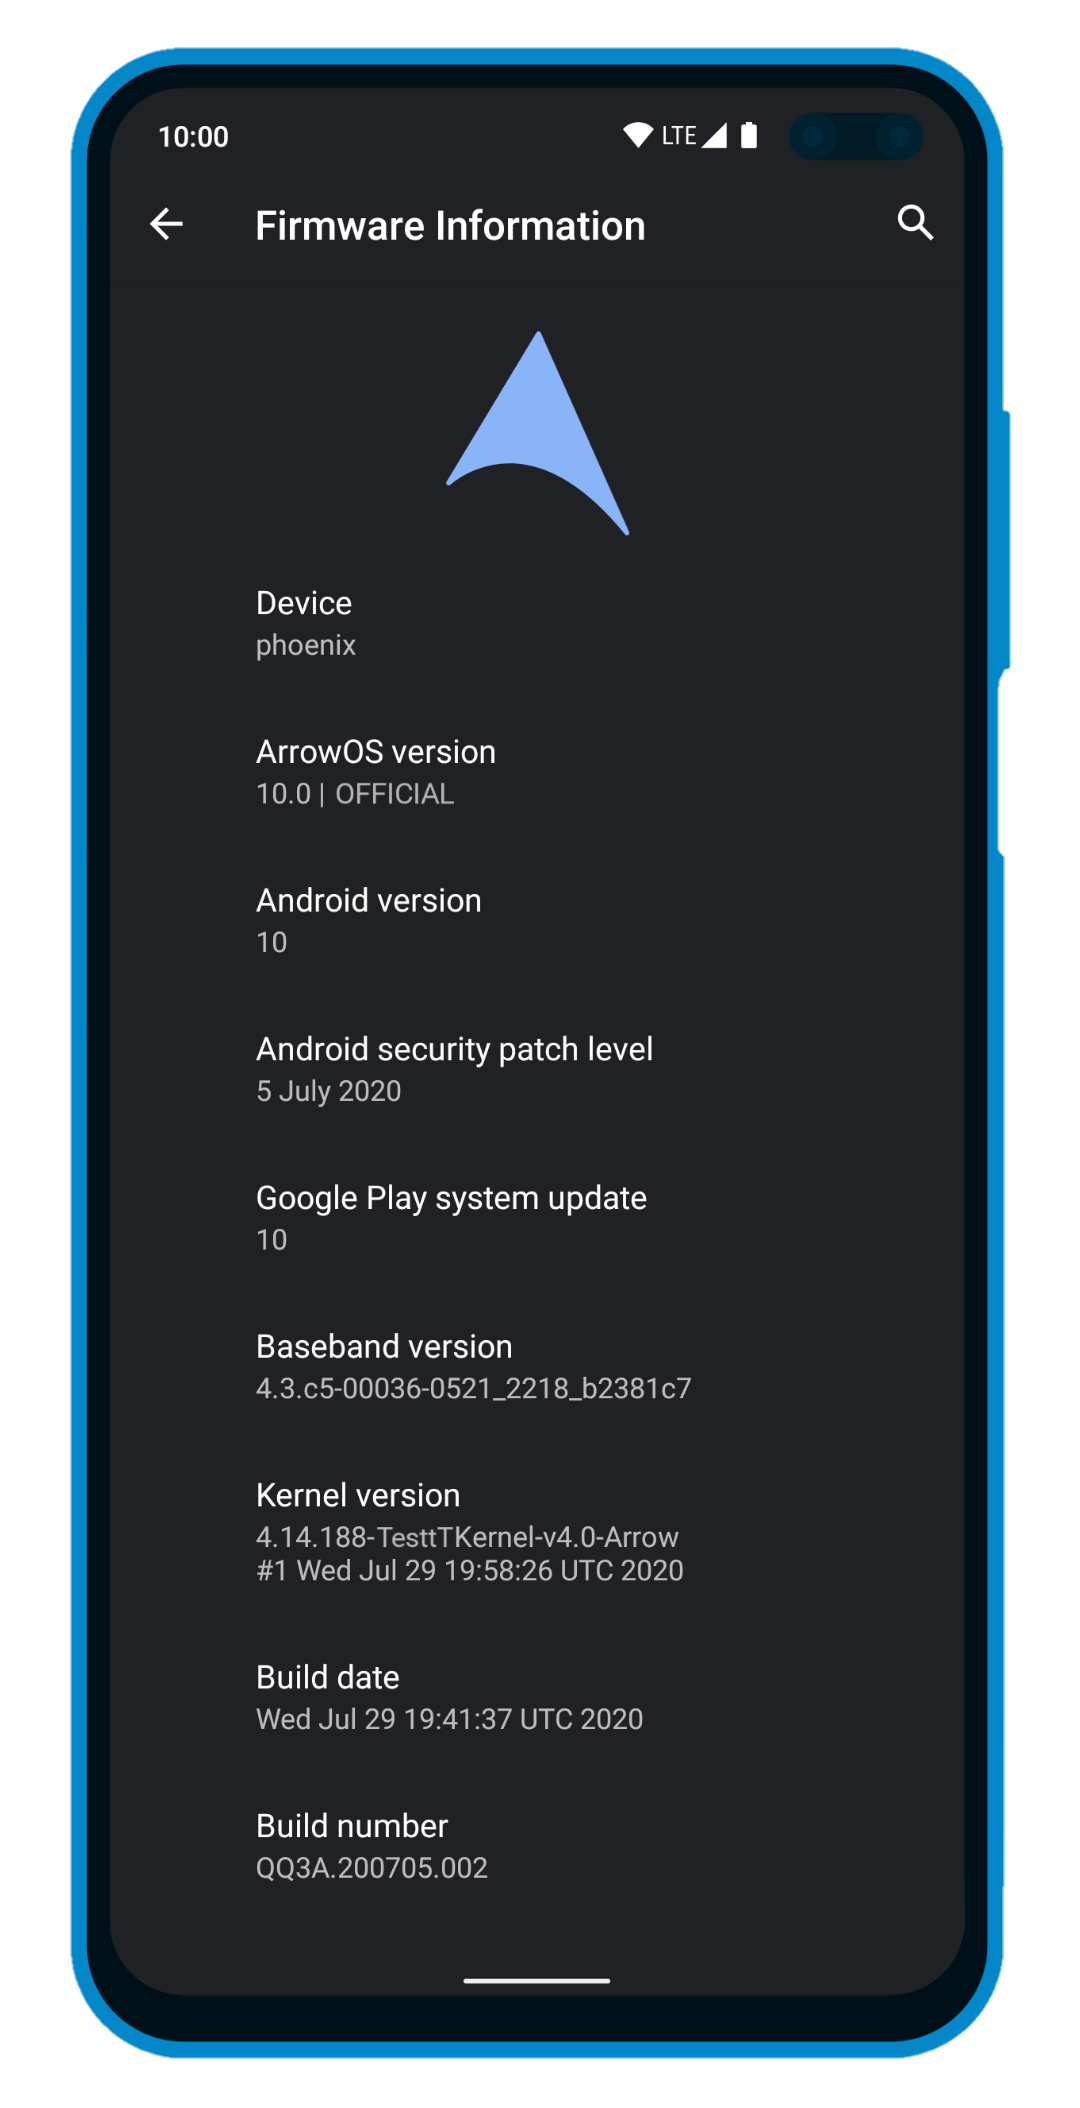 10:00 LTE
Firmware Information
Device
phoenix
ArrowOS version
10.0 | OFFICIAL
Android version
10
Android security patch level
5 July 2020
Google Play system update
10
Baseband version
4.3.c5-00036-0521_2218_b2381c7
Kernel version
4.14.188-TesttTKernel-v4.0-Arrow
#1 Wed Jul 29 19:58:26 UTC 2020
Build date
Wed Jul 29 19:41:37 UTC 2020
Build number
QQ3A.200705.002